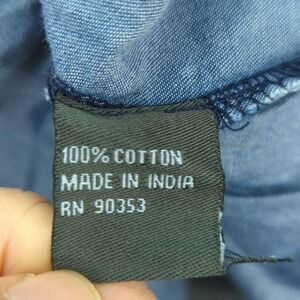 100% COTTON
MADE IN INDIA
RN 90353